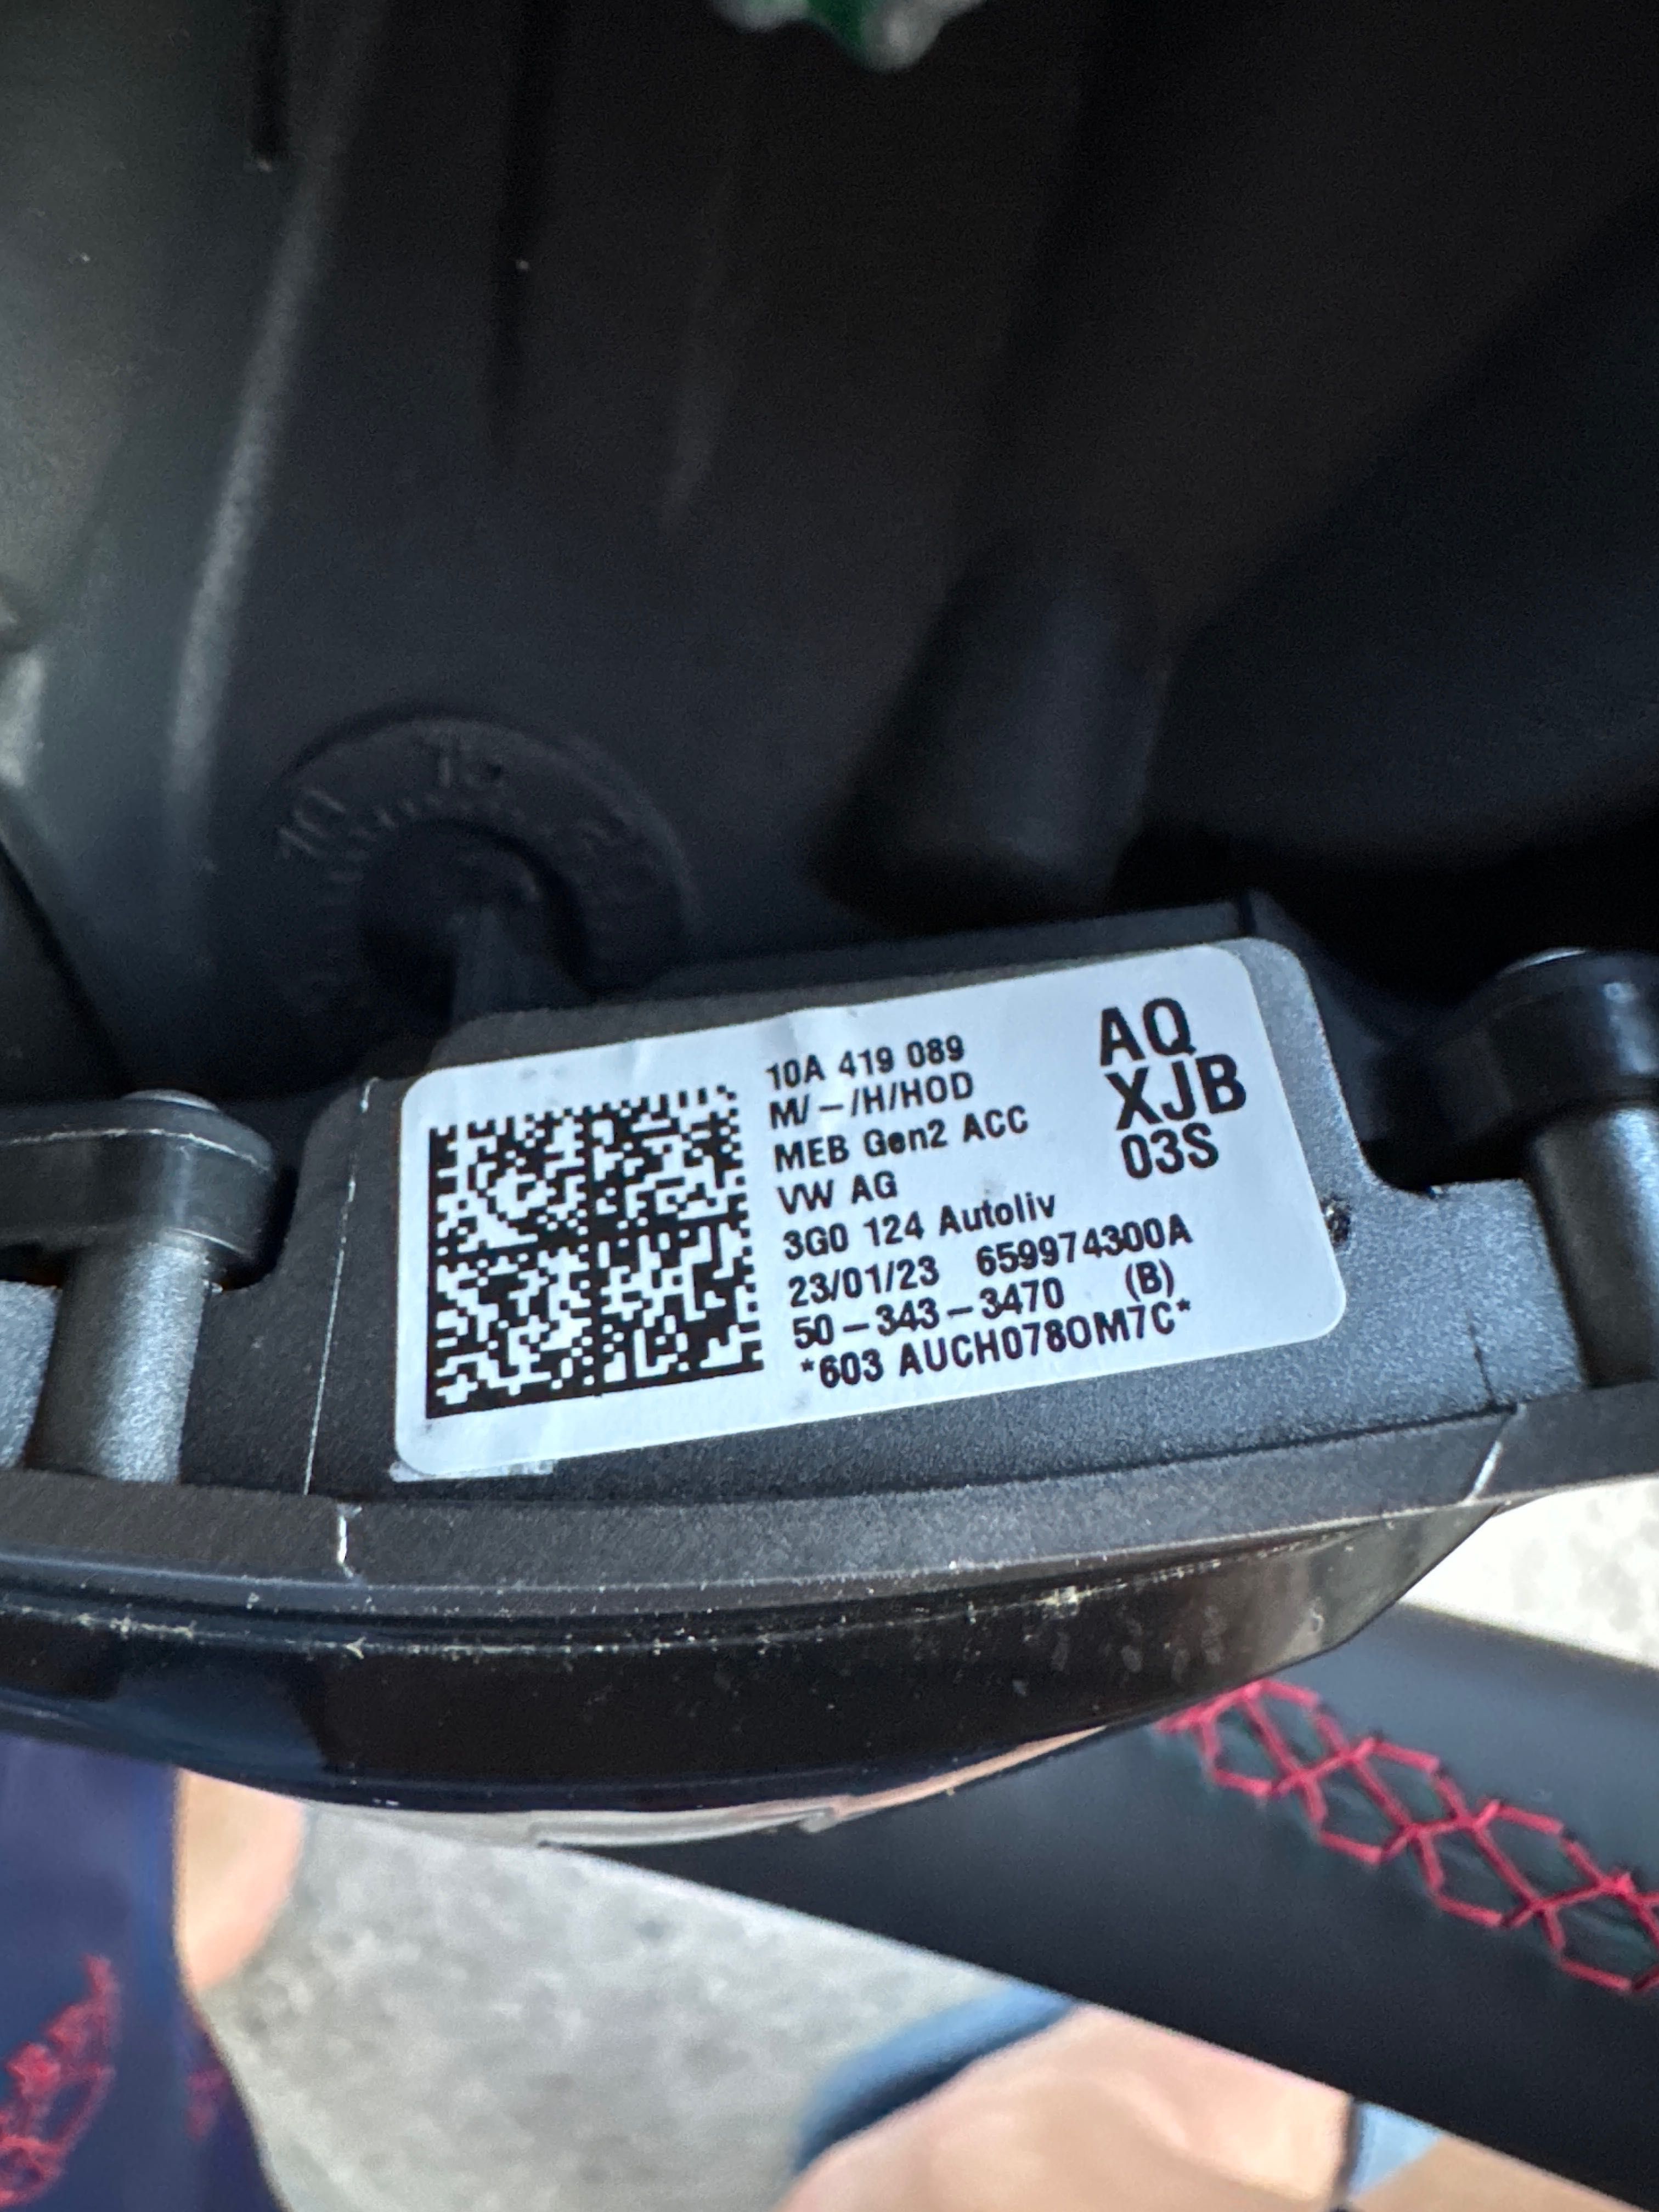 10A 419 089
M/-/H/HOD
MEB Gen2 ACC
VW AG
3G0 124 Autoliv
23/01/23 659974300A
50-343-3470 (B)
*603 AUCH078OM7C*
AQ
XJB
03S